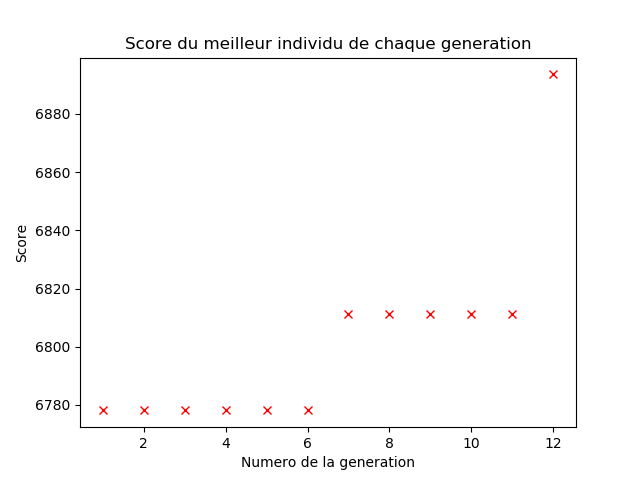 Score du meilleur individu de chaque generation
6880
6860
6840
6820
6800
6780
Score
2 4 6 8 10 12
Numero de la generation